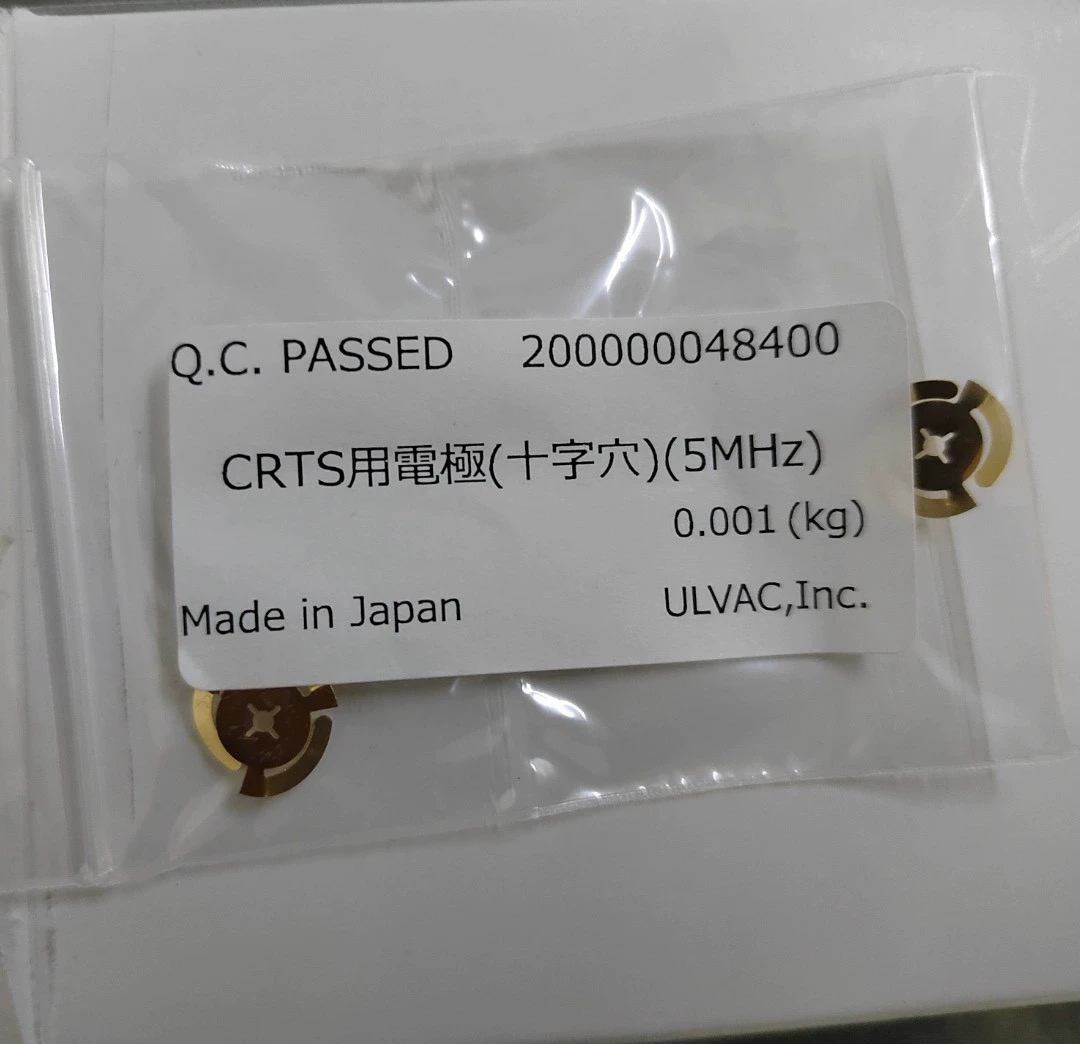 Q.C. PASSED 200000048400
CRTS用電極(十字穴)(5MHz)
0.001 (kg)
Made in Japan ULVAC,Inc.